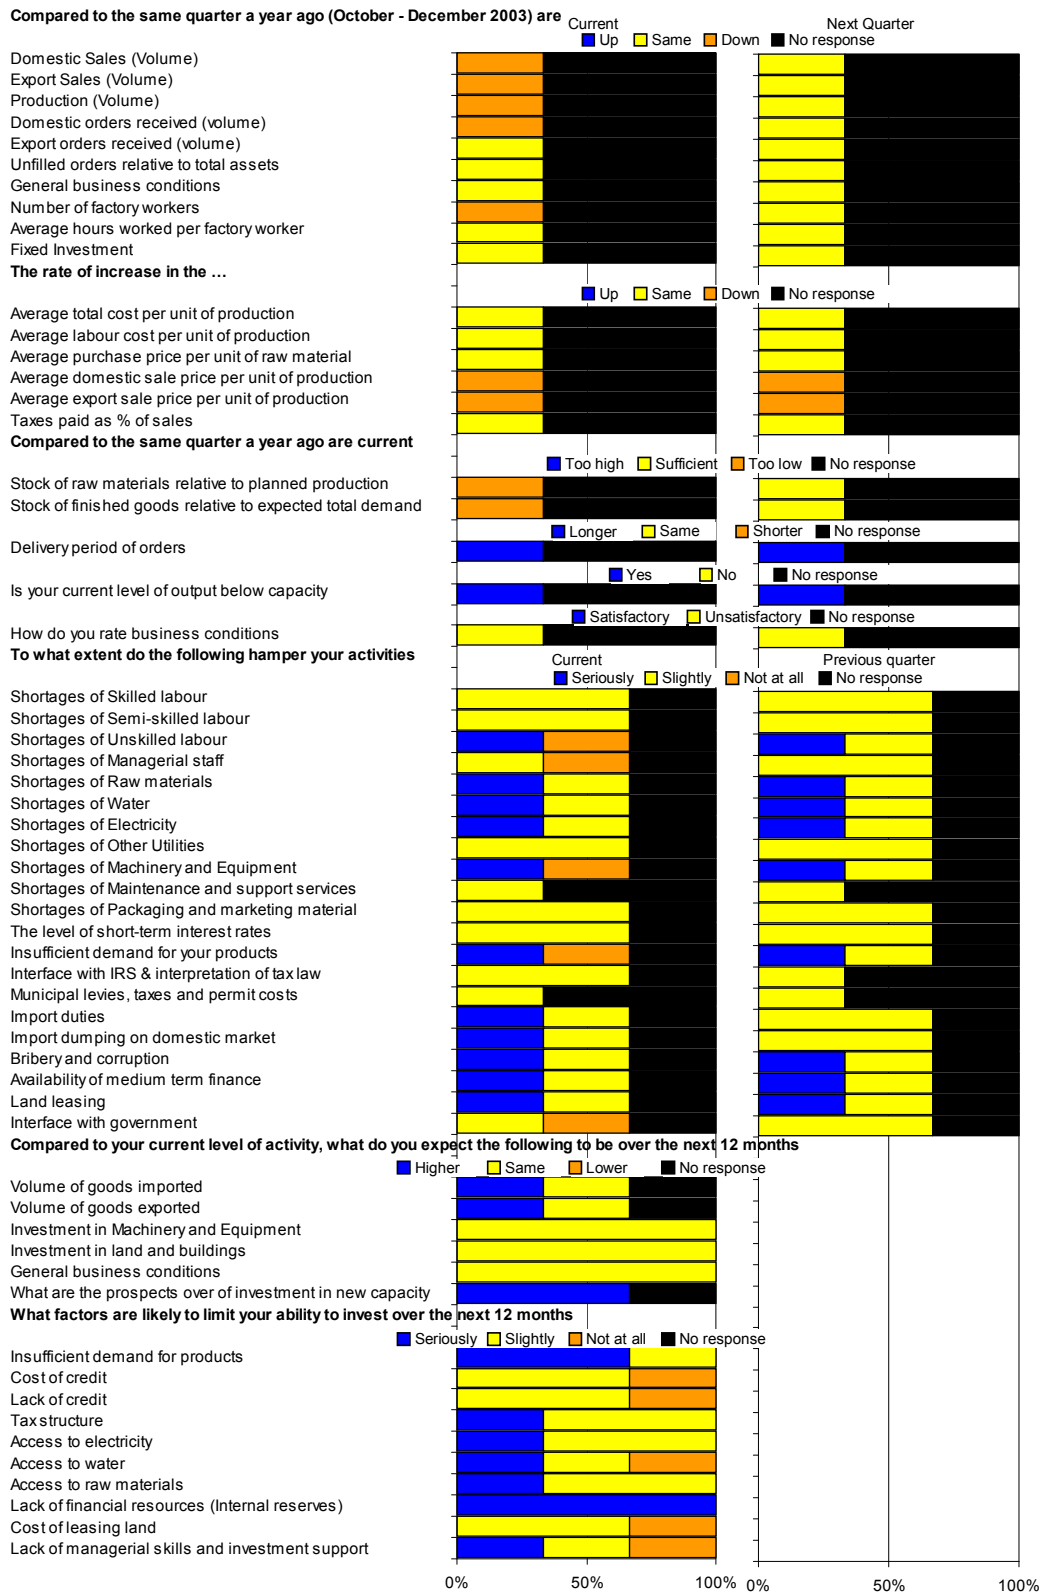 Compared to the same quarter a year ago (October - December 2003) are
Current Next Quarter
Up Same Down No response
Domestic Sales (Volume)
Export Sales (Volume)
Production (Volume)
Domestic orders received (volume)
Export orders received (volume)
Unfilled orders relative to total assets
General business conditions
Number of factory workers
Average hours worked per factory worker
Fixed Investment
The rate of increase in the ...
Up Same Down No response
Average total cost per unit of production
Average labour cost per unit of production
Average purchase price per unit of raw material
Average domestic sale price per unit of production
Average export sale price per unit of production
Taxes paid as % of sales
Compared to the same quarter a year ago are current
Too high Sufficient Too low No response
Stock of raw materials relative to planned production
Stock of finished goods relative to expected total demand
Longer Same Shorter No response
Delivery period of orders
Yes No No response
Is your current level of output below capacity
Satisfactory Unsatisfactory No response
How do you rate business conditions
To what extent do the following hamper your activities
Current Previous quarter
Seriously Slightly Not at all No response
Shortages of Skilled labour
Shortages of Semi-skilled labour
Shortages of Unskilled labour
Shortages of Managerial staff
Shortages of Raw materials
Shortages of Water
Shortages of Electricity
Shortages of Other Utilities
Shortages of Machinery and Equipment
Shortages of Maintenance and support services
Shortages of Packaging and marketing material
The level of short-term interest rates
Insufficient demand for your products
Interface with IRS & interpretation of tax law
Municipal levies, taxes and permit costs
Import duties
Import dumping on domestic market
Bribery and corruption
Availability of medium term finance
Land leasing
Interface with government
Compared to your current level of activity, what do you expect the following to be over the next 12 months
Higher Same Lower No response
Volume of goods imported
Volume of goods exported
Investment in Machinery and Equipment
Investment in land and buildings
General business conditions
What are the prospects over of investment in new capacity
What factors are likely to limit your ability to invest over the next 12 months
Seriously Slightly Not at all No response
Insufficient demand for products
Cost of credit
Lack of credit
Tax structure
Access to electricity
Access to water
Access to raw materials
Lack of financial resources (Internal reserves)
Cost of leasing land
Lack of managerial skills and investment support
0% 50% 100% 0% 50% 100%